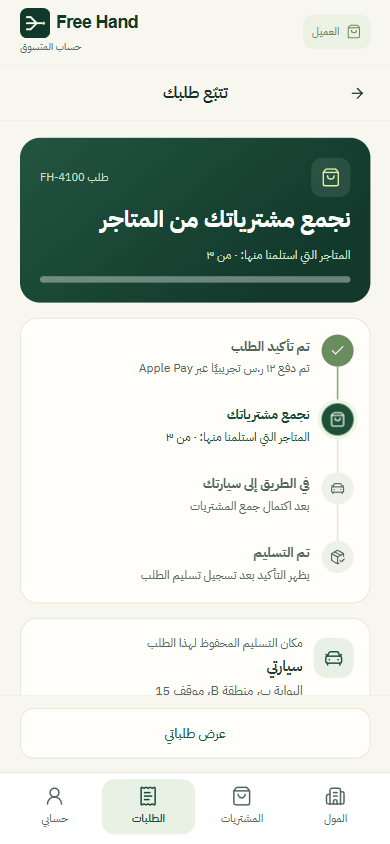 Free Hand
حساب المتسوق
العميل
تتبّع طلبك
طلب FH-4100
نجمع مشترياتك من المتاجر
المتاجر التي استلمنا منها: ٠ من ٣
تم تأكيد الطلب
تم دفع ١٢ ر.س تجريبيًا عبر Apple Pay
نجمع مشترياتك
المتاجر التي استلمنا منها: ٠ من ٣
في الطريق إلى سيارتك
بعد اكتمال جمع المشتريات
تم التسليم
يظهر التأكيد بعد تسجيل تسليم الطلب
مكان التسليم المحفوظ لهذا الطلب
سيارتي
البوابة ب، منطقة B، موقف 15
عرض طلباتي
المول
المشتريات
الطلبات
حسابي